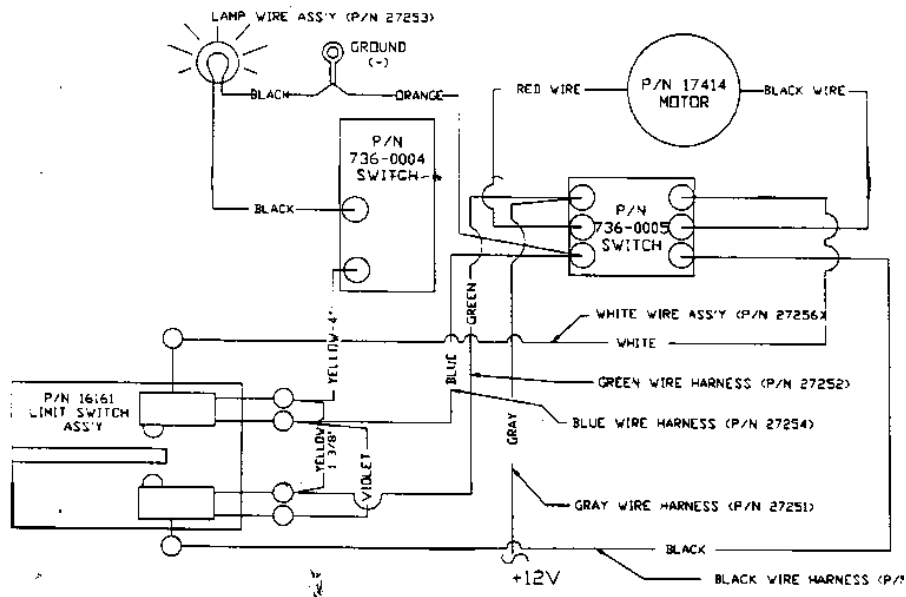 LAMP WIRE ASS'Y (P/N 27253)
GROUND
(-)
BLACK
ORANGE
RED WIRE
P/N 17414
MOTOR
BLACK WIRE
P/N
736-0004
SWITCH
BLACK
P/N
736-0005
SWITCH
GREEN
YELLOW-4"
WHITE WIRE ASS'Y (P/N 27256)
WHITE
BLUE
GREEN WIRE HARNESS (P/N 27252)
P/N 16161
LIMIT SWITCH
ASS'Y
GRAY
BLUE WIRE HARNESS (P/N 27254)
YELLOW
1 3/8"
VIOLET
GRAY WIRE HARNESS (P/N 27251)
BLACK
+12V
BLACK WIRE HARNESS (P/